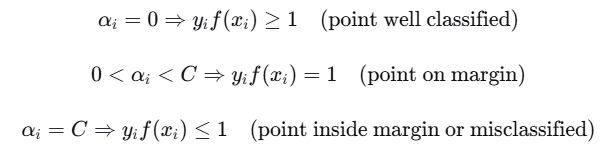 αᵢ = 0 ⇒ yᵢf(xᵢ) ≥ 1 (point well classified)
0 < αᵢ < C ⇒ yᵢf(xᵢ) = 1 (point on margin)
αᵢ = C ⇒ yᵢf(xᵢ) ≤ 1 (point inside margin or misclassified)